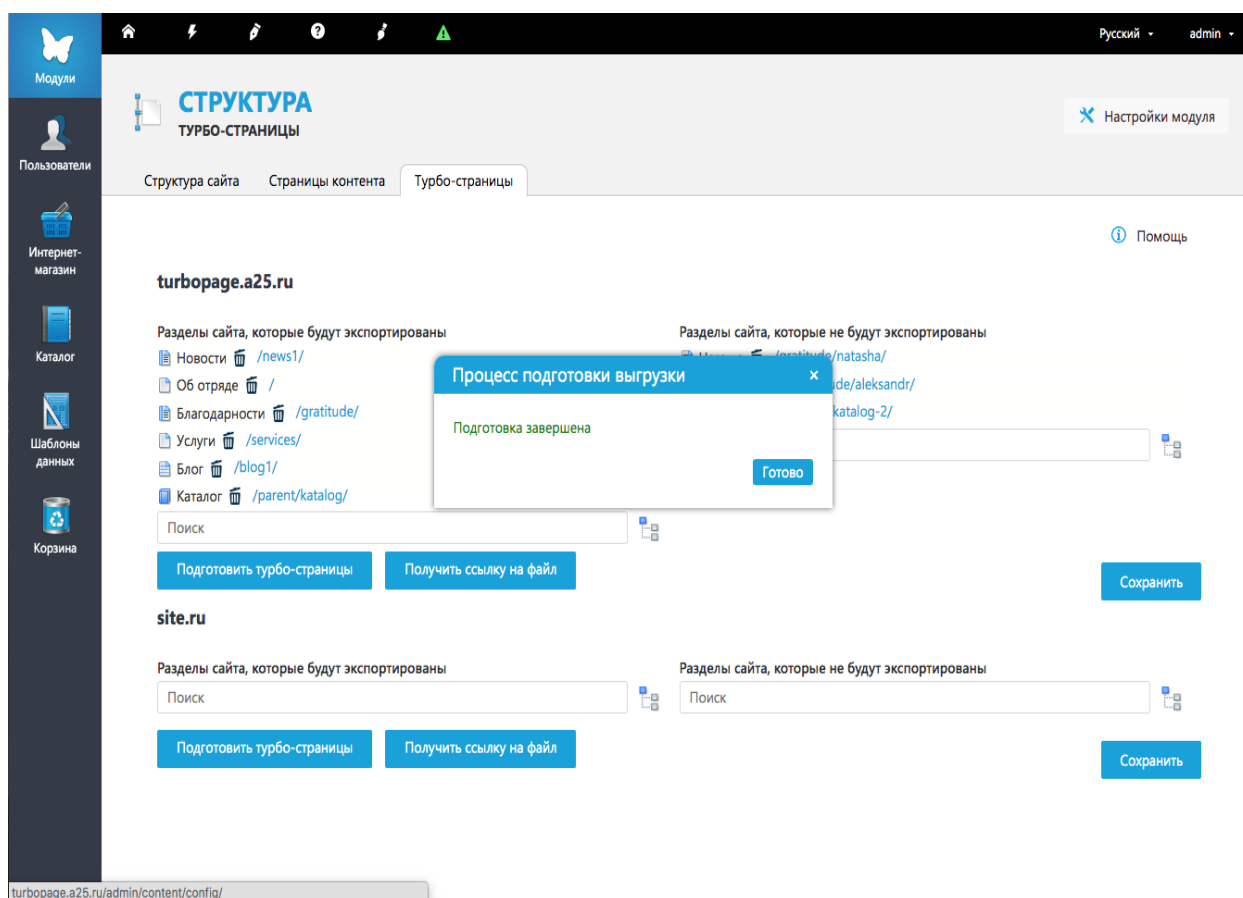 Русский
admin
Модули
Пользователи
Интернет-
магазин
Каталог
Шаблоны
данных
Корзина
СТРУКТУРА
ТУРБО-СТРАНИЦЫ
Настройки модуля
Структура сайта
Страницы контента
Турбо-страницы
Помощь
turbopage.a25.ru
Разделы сайта, которые будут экспортированы
Новости /news1/
Об отряде /
Благодарности /gratitude/
Услуги /services/
Блог /blog1/
Каталог /parent/katalog/
Поиск
Подготовить турбо-страницы
Получить ссылку на файл
Разделы сайта, которые не будут экспортированы
/gratitude/natasha/
ude/aleksandr/
katalog-2/
Процесс подготовки выгрузки ×
Подготовка завершена
Готово
Сохранить
site.ru
Разделы сайта, которые будут экспортированы
Поиск
Разделы сайта, которые не будут экспортированы
Поиск
Подготовить турбо-страницы
Получить ссылку на файл
Сохранить
turbopage.a25.ru/admin/content/config/